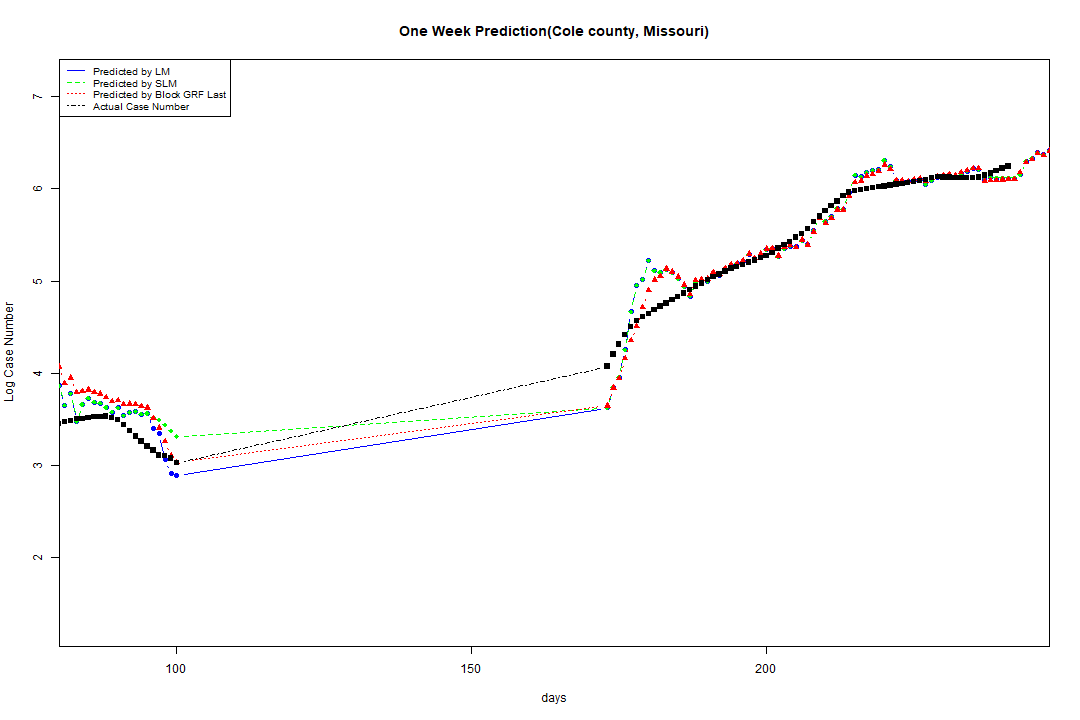 One Week Prediction(Cole county, Missouri)
Predicted by LM
Predicted by SLM
Predicted by Block GRF Last
Actual Case Number
7
6
5
4
3
2
Log Case Number
100 150 200
days